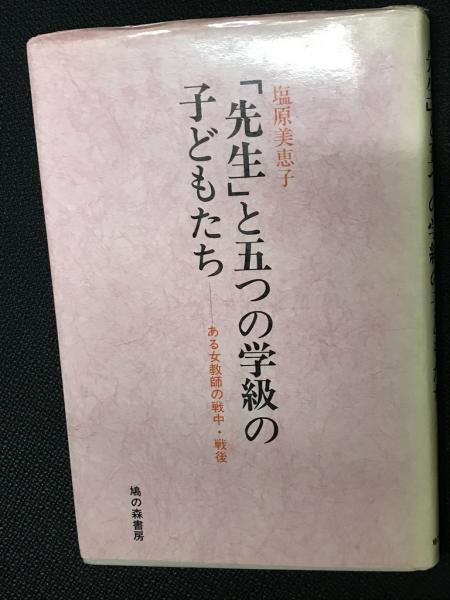 塩原美恵子
「先生」と五つの学級の
子どもたち
──ある女教師の戦中・戦後
鳩の森書房